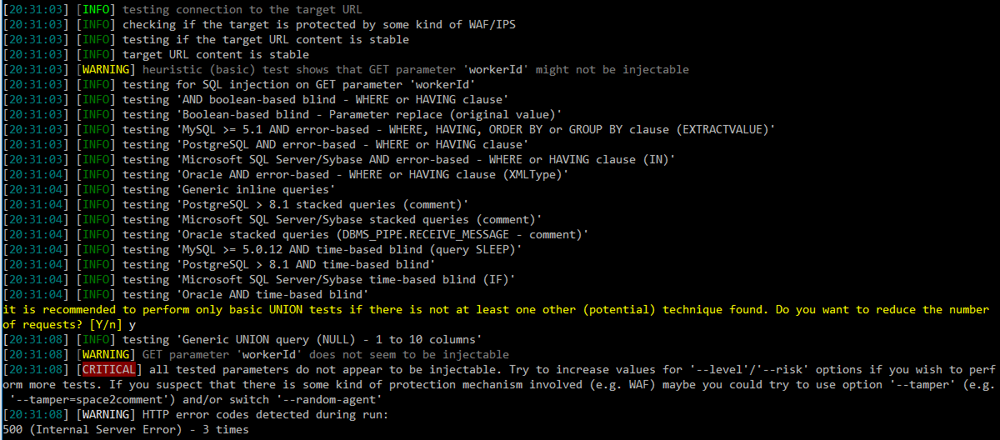 [20:31:03] [INFO] testing connection to the target URL
[20:31:03] [INFO] checking if the target is protected by some kind of WAF/IPS
[20:31:03] [INFO] testing if the target URL content is stable
[20:31:03] [INFO] target URL content is stable
[20:31:03] [WARNING] heuristic (basic) test shows that GET parameter 'workerId' might not be injectable
[20:31:03] [INFO] testing for SQL injection on GET parameter 'workerId'
[20:31:03] [INFO] testing 'AND boolean-based blind - WHERE or HAVING clause'
[20:31:03] [INFO] testing 'Boolean-based blind - Parameter replace (original value)'
[20:31:03] [INFO] testing 'MySQL >= 5.1 AND error-based - WHERE, HAVING, ORDER BY or GROUP BY clause (EXTRACTVALUE)'
[20:31:03] [INFO] testing 'PostgreSQL AND error-based - WHERE or HAVING clause'
[20:31:03] [INFO] testing 'Microsoft SQL Server/Sybase AND error-based - WHERE or HAVING clause (IN)'
[20:31:04] [INFO] testing 'Oracle AND error-based - WHERE or HAVING clause (XMLType)'
[20:31:04] [INFO] testing 'Generic inline queries'
[20:31:04] [INFO] testing 'PostgreSQL > 8.1 stacked queries (comment)'
[20:31:04] [INFO] testing 'Microsoft SQL Server/Sybase stacked queries (comment)'
[20:31:04] [INFO] testing 'Oracle stacked queries (DBMS_PIPE.RECEIVE_MESSAGE - comment)'
[20:31:04] [INFO] testing 'MySQL >= 5.0.12 AND time-based blind (query SLEEP)'
[20:31:04] [INFO] testing 'PostgreSQL > 8.1 AND time-based blind'
[20:31:04] [INFO] testing 'Microsoft SQL Server/Sybase time-based blind (IF)'
[20:31:04] [INFO] testing 'Oracle AND time-based blind'
it is recommended to perform only basic UNION tests if there is not at least one other (potential) technique found. Do you want to reduce the number
of requests? [Y/n] y
[20:31:08] [INFO] testing 'Generic UNION query (NULL) - 1 to 10 columns'
[20:31:08] [WARNING] GET parameter 'workerId' does not seem to be injectable
[20:31:08] [CRITICAL] all tested parameters do not appear to be injectable. Try to increase values for '--level'/'--risk' options if you wish to perf
orm more tests. If you suspect that there is some kind of protection mechanism involved (e.g. WAF) maybe you could try to use option '--tamper' (e.g.
'--tamper=space2comment') and/or switch '--random-agent'
[20:31:08] [WARNING] HTTP error codes detected during run:
500 (Internal Server Error) - 3 times